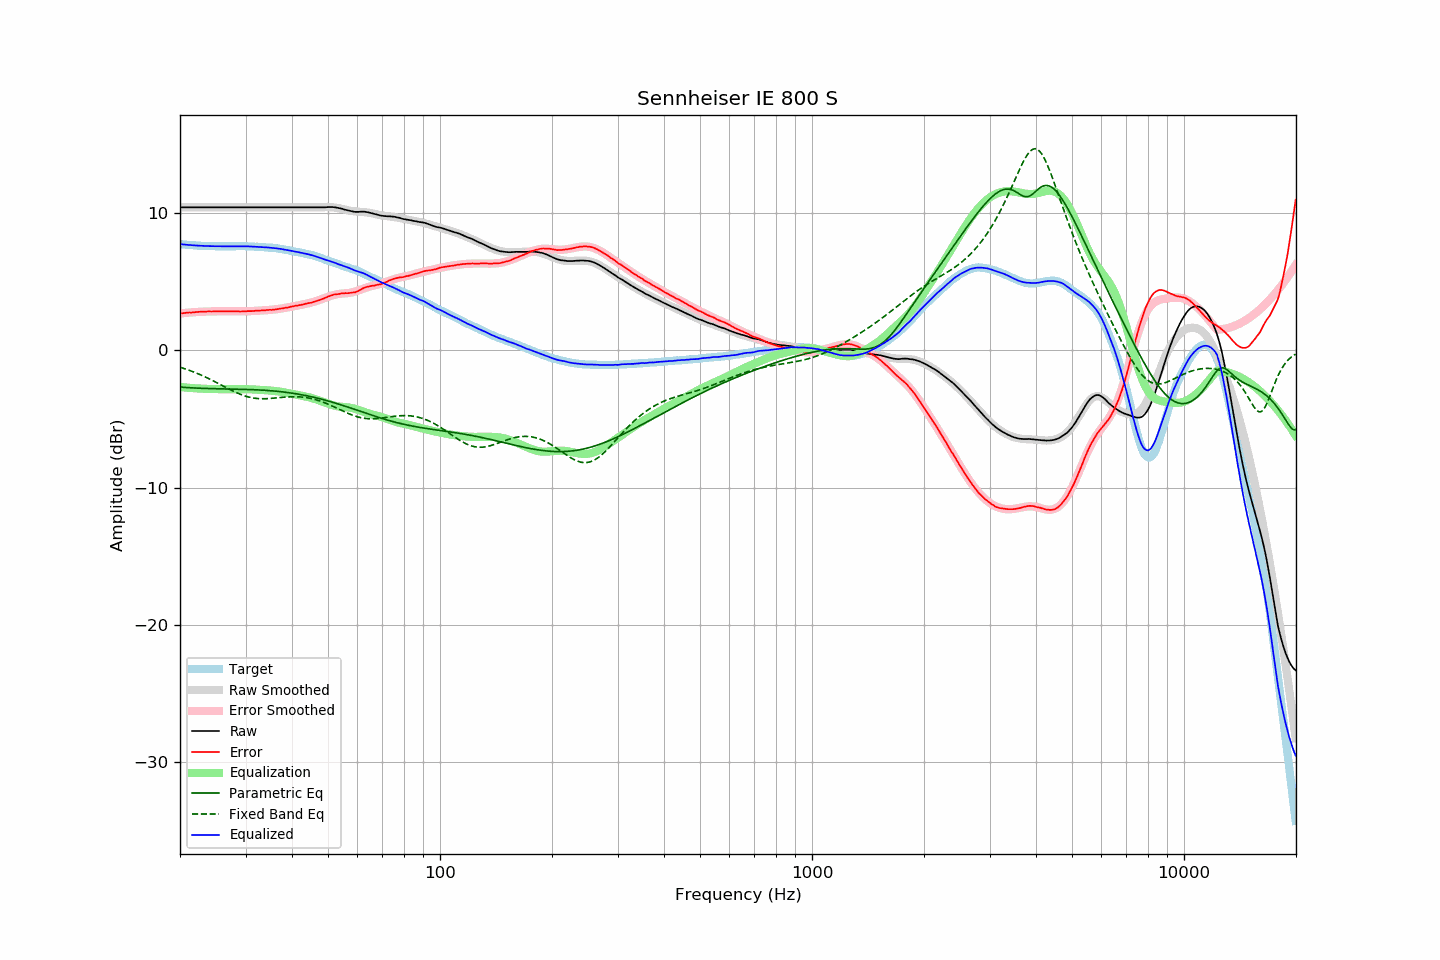 Sennheiser IE 800 S
10
0
−10
−20
−30
Amplitude (dBr)
Target
Raw Smoothed
Error Smoothed
Raw
Error
Equalization
Parametric Eq
Fixed Band Eq
Equalized
100
1000
10000
Frequency (Hz)